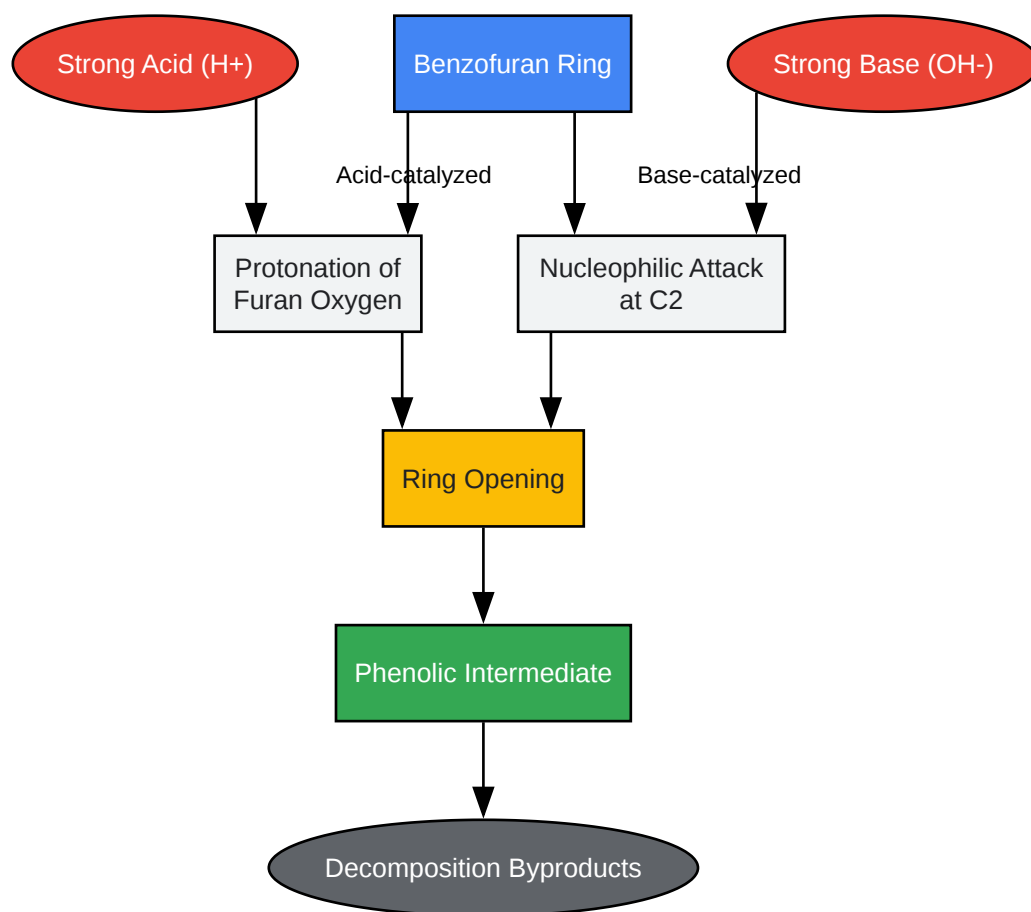 Strong Acid (H+)
Benzofuran Ring
Strong Base (OH-)
Acid-catalyzed
Base-catalyzed
Protonation of
Furan Oxygen
Nucleophilic Attack
at C2
Ring Opening
Phenolic Intermediate
Decomposition Byproducts